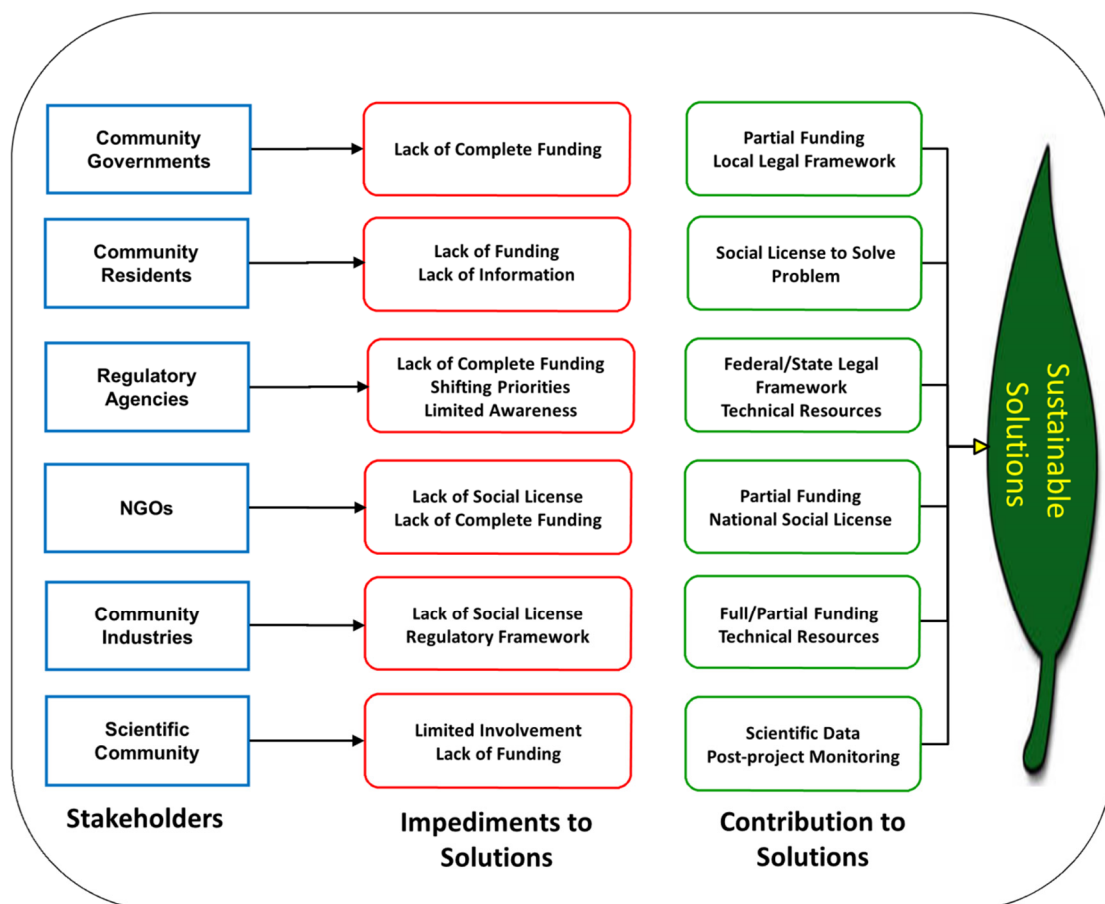 Community
Governments
Lack of Complete Funding
Partial Funding
Local Legal Framework
Community
Residents
Lack of Funding
Lack of Information
Social License to Solve
Problem
Regulatory
Agencies
Lack of Complete Funding
Shifting Priorities
Limited Awareness
Federal/State Legal
Framework
Technical Resources
NGOs
Lack of Social License
Lack of Complete Funding
Partial Funding
National Social License
Community
Industries
Lack of Social License
Regulatory Framework
Full/Partial Funding
Technical Resources
Scientific
Community
Limited Involvement
Lack of Funding
Scientific Data
Post-project Monitoring
Sustainable
Solutions
Stakeholders
Impediments to
Solutions
Contribution to
Solutions